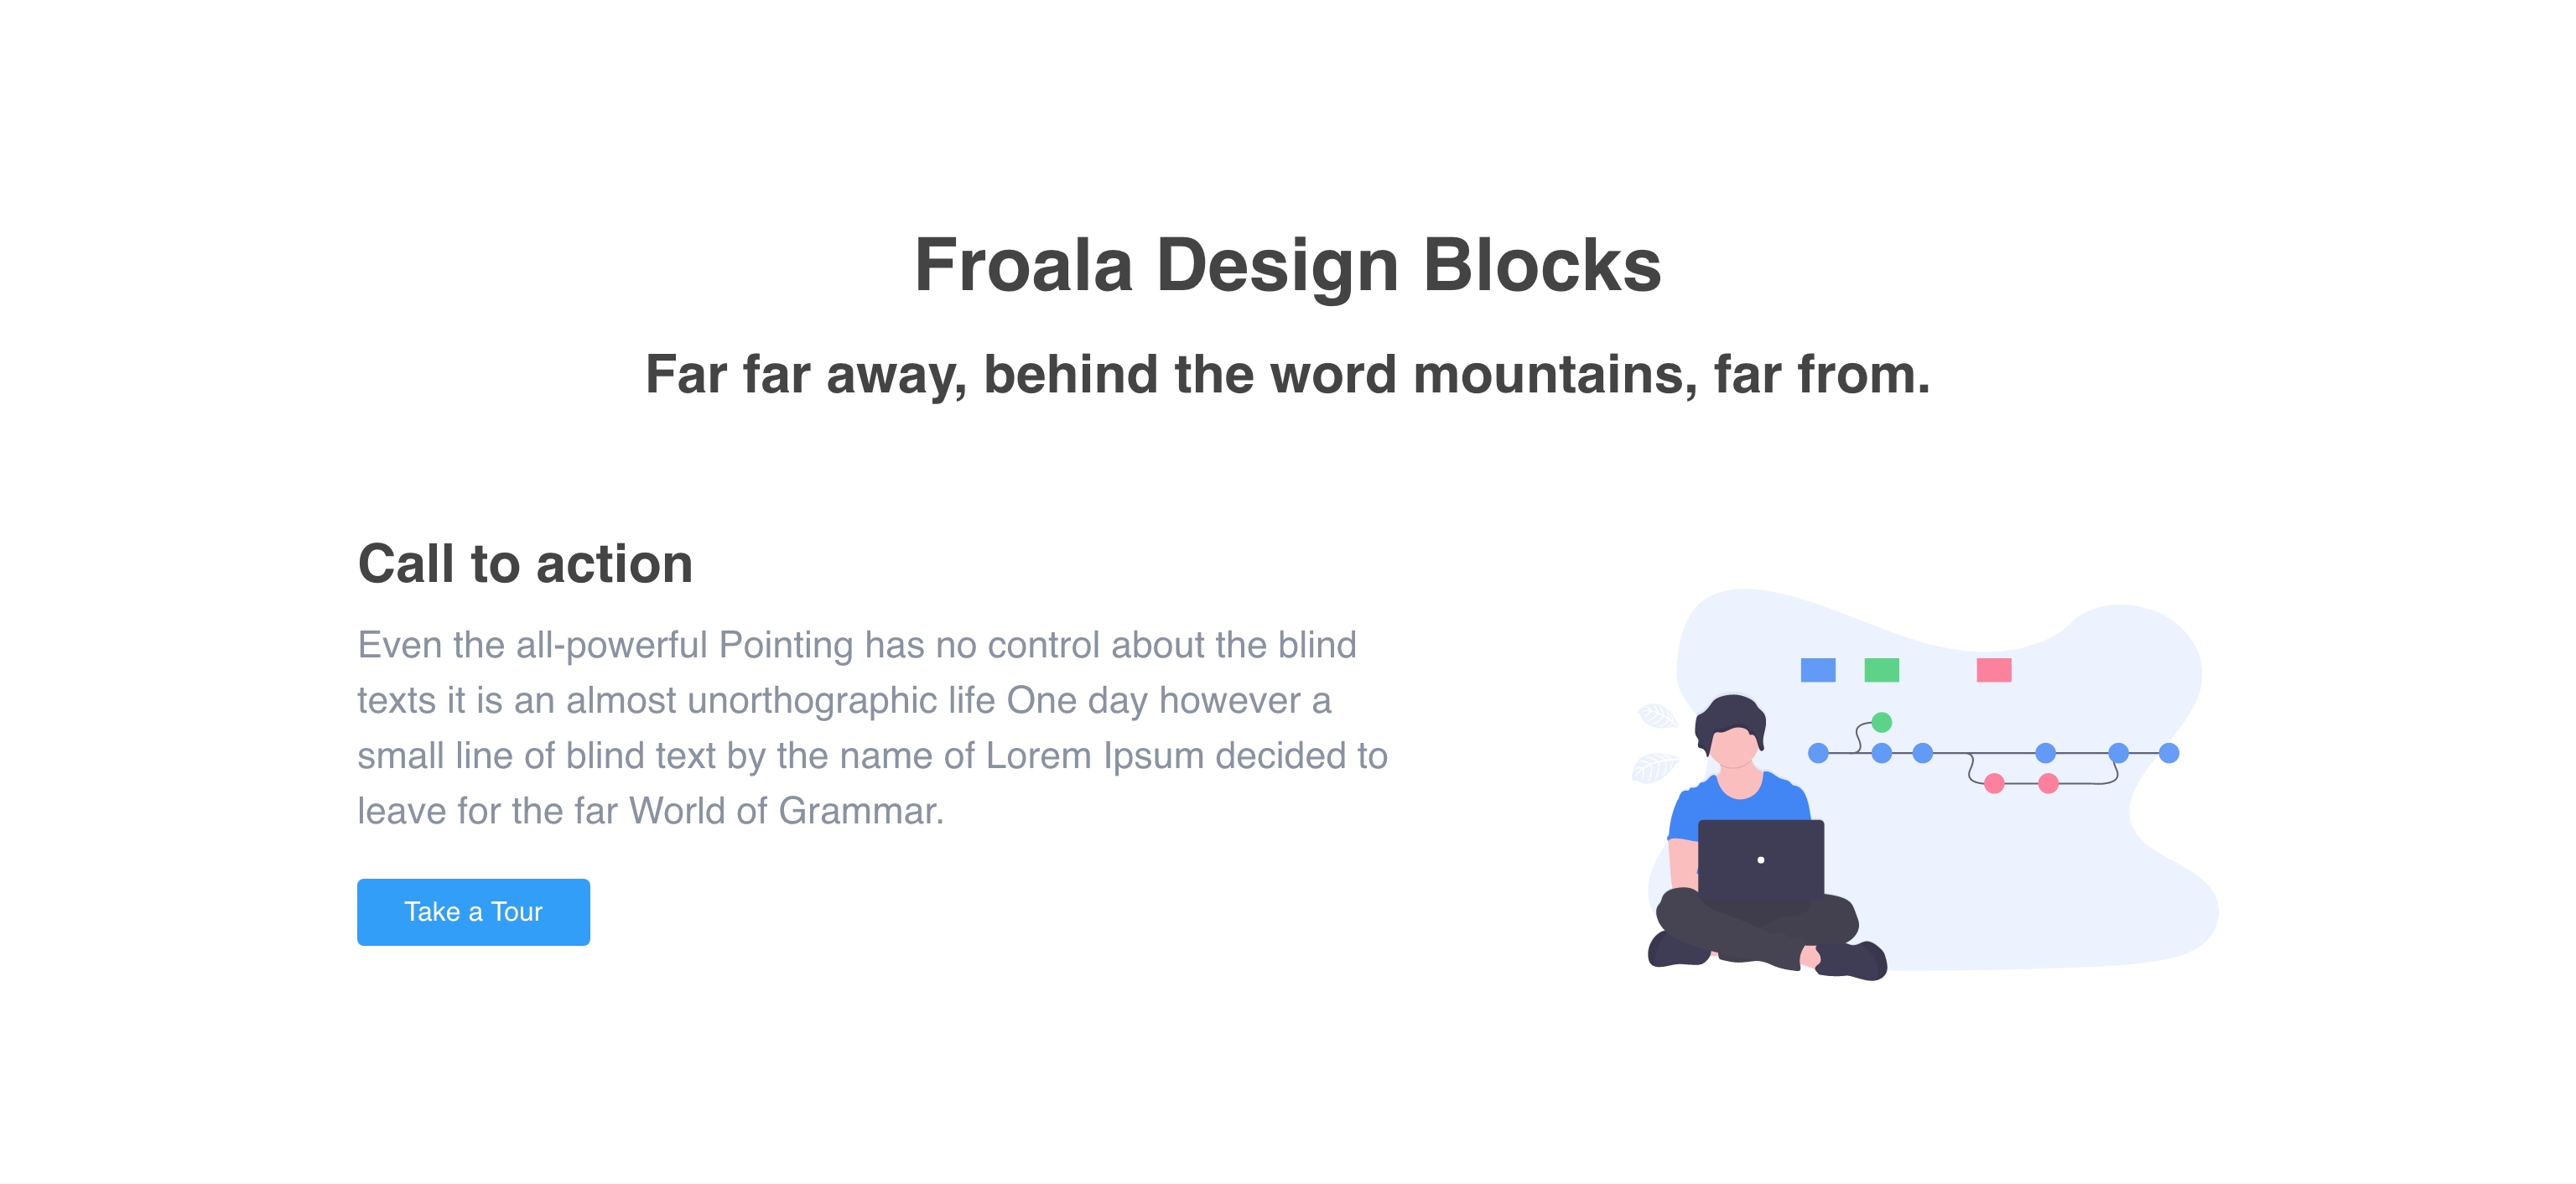 Froala Design Blocks
Far far away, behind the word mountains, far from.
Call to action
Even the all-powerful Pointing has no control about the blind
texts it is an almost unorthographic life One day however a
small line of blind text by the name of Lorem Ipsum decided to
leave for the far World of Grammar.
Take a Tour